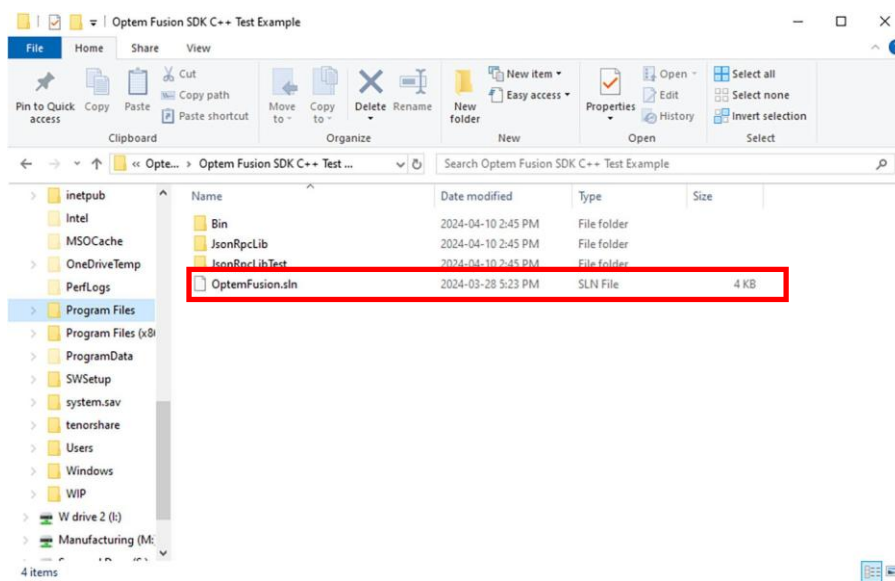 Optem Fusion SDK C++ Test Example
File Home Share View
Pin to Quick access
Copy
Paste
Cut
Copy path
Paste shortcut
Clipboard
Move to
Copy to
Delete
Rename
Organize
New folder
New item
Easy access
New
Properties
Open
Edit
History
Open
Select all
Select none
Invert selection
Select
« Opte... › Optem Fusion SDK C++ Test ...
Search Optem Fusion SDK C++ Test Example
inetpub
Intel
MSOCache
OneDriveTemp
PerfLogs
Program Files
Program Files (x86
ProgramData
SWSetup
system.sav
tenorshare
Users
Windows
WIP
W drive 2 (I:)
Manufacturing (M:
Name Date modified Type Size
Bin 2024-04-10 2:45 PM File folder
JsonRpcLib 2024-04-10 2:45 PM File folder
JsonRpcLibTest 2024-04-10 2:45 PM File folder
OptemFusion.sln 2024-03-28 5:23 PM SLN File 4 KB
4 items